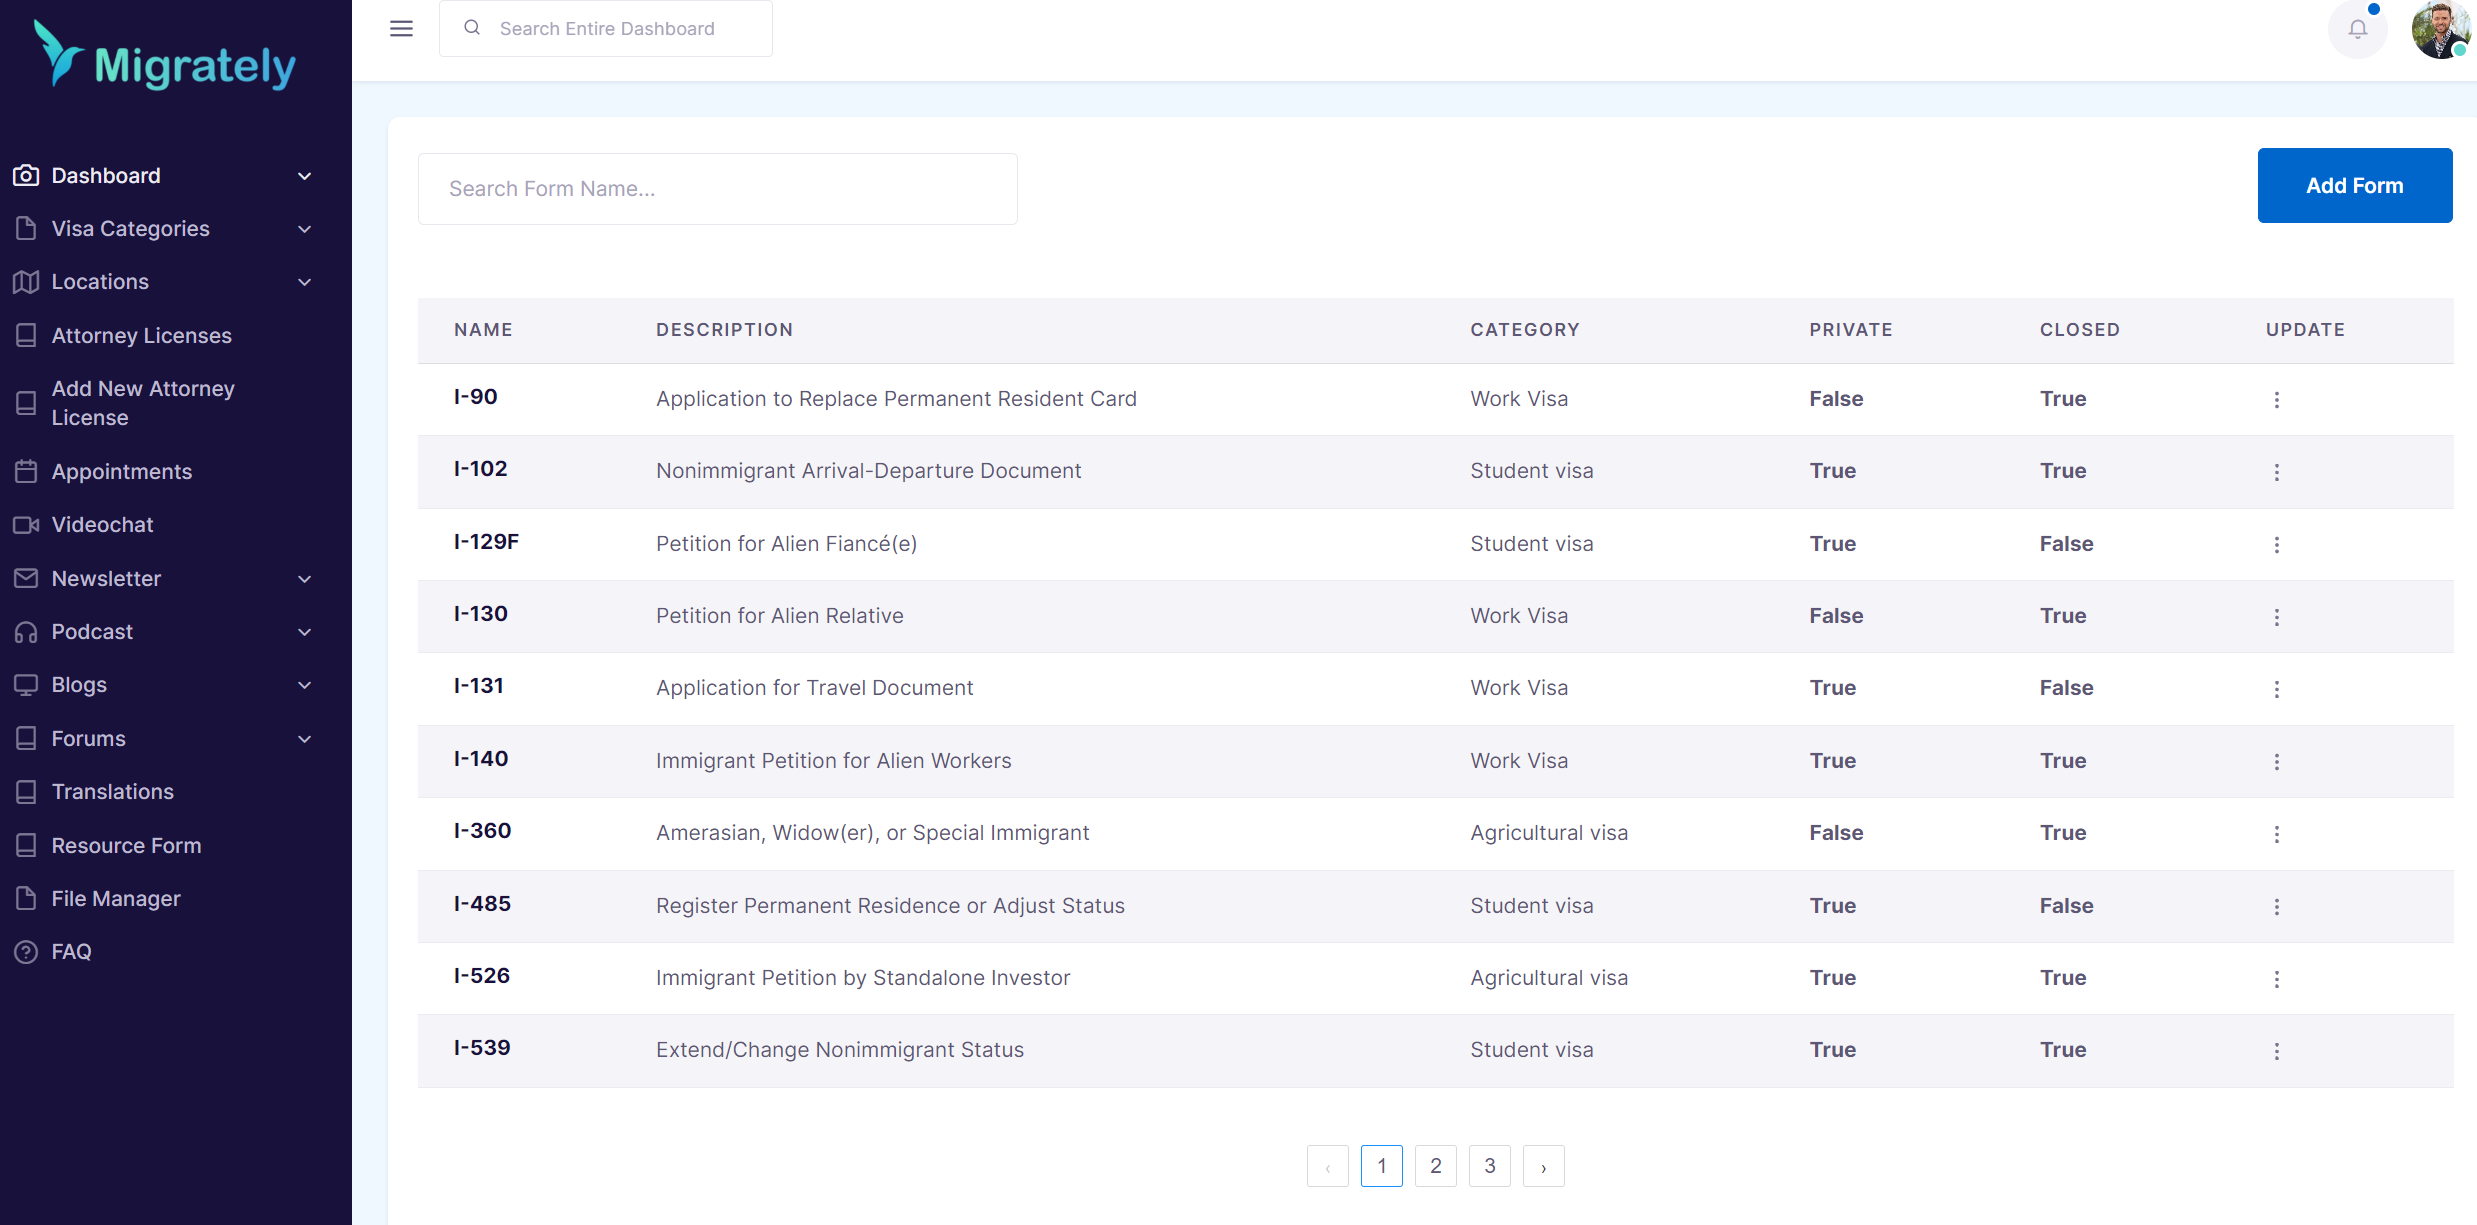 Migrately
Search Entire Dashboard
Dashboard
Visa Categories
Locations
Attorney Licenses
Add New Attorney
License
Appointments
Videochat
Newsletter
Podcast
Blogs
Forums
Translations
Resource Form
File Manager
FAQ
Search Form Name...
Add Form
NAME DESCRIPTION CATEGORY PRIVATE CLOSED UPDATE
I-90 Application to Replace Permanent Resident Card Work Visa False True
I-102 Nonimmigrant Arrival-Departure Document Student visa True True
I-129F Petition for Alien Fiancé(e) Student visa True False
I-130 Petition for Alien Relative Work Visa False True
I-131 Application for Travel Document Work Visa True False
I-140 Immigrant Petition for Alien Workers Work Visa True True
I-360 Amerasian, Widow(er), or Special Immigrant Agricultural visa False True
I-485 Register Permanent Residence or Adjust Status Student visa True False
I-526 Immigrant Petition by Standalone Investor Agricultural visa True True
I-539 Extend/Change Nonimmigrant Status Student visa True True
‹ 1 2 3 ›